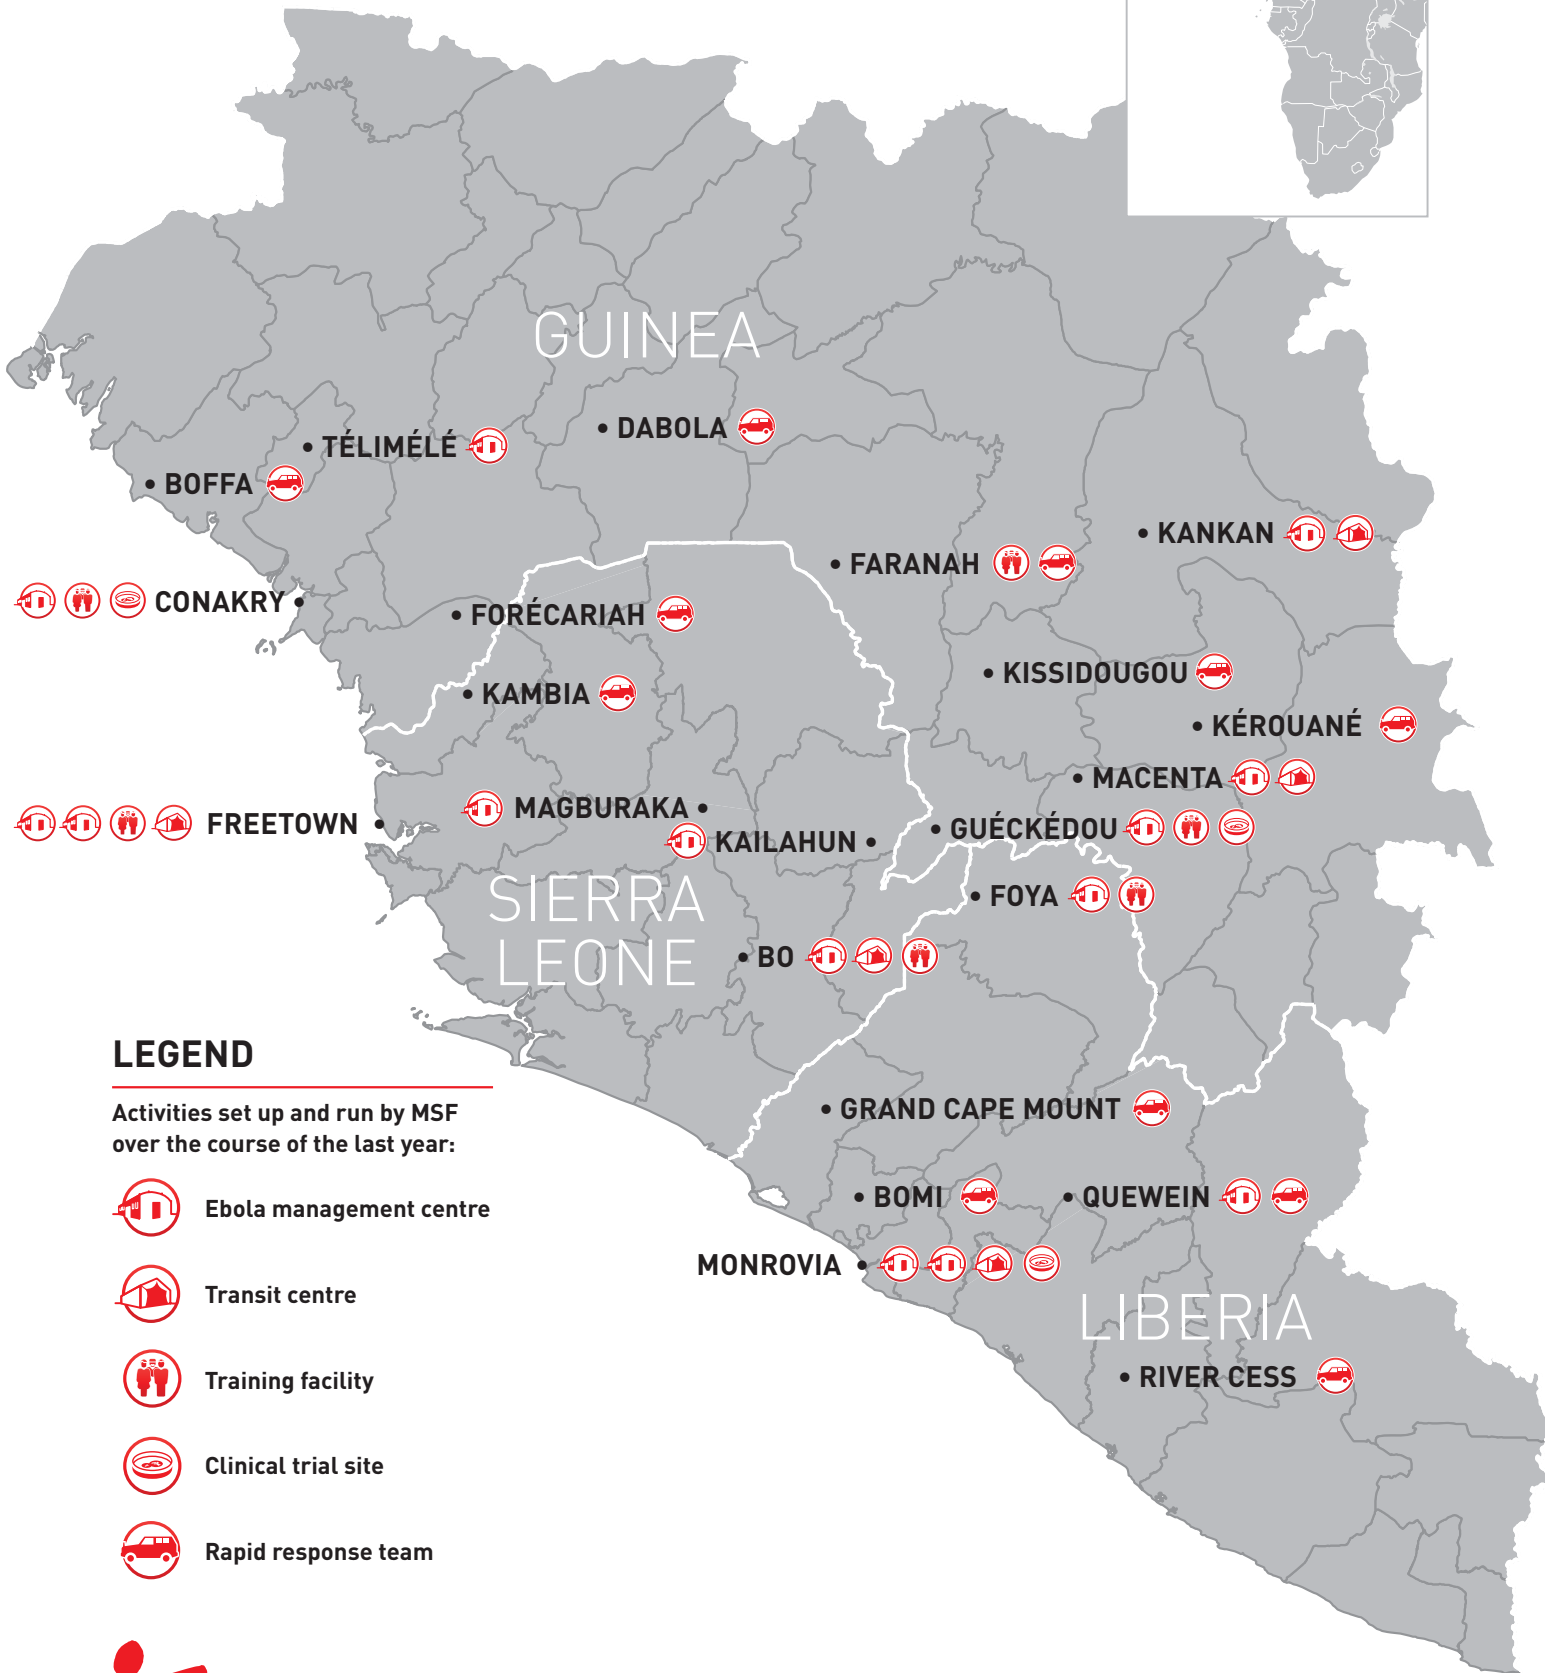 GUINEA
• DABOLA
• TÉLIMÉLÉ
• BOFFA
• KANKAN
• FARANAH
CONAKRY •
• FORÉCARIAH
• KISSIDOUGOU
• KAMBIA
• KÉROUANÉ
• MACENTA
MAGBURAKA •
FREETOWN •
• GUÉCKÉDOU
KAILAHUN •
SIERRA
LEONE
• FOYA
• BO
LEGEND
Activities set up and run by MSF
over the course of the last year:
Ebola management centre
Transit centre
Training facility
Clinical trial site
Rapid response team
• GRAND CAPE MOUNT
• BOMI
• QUEWEIN
MONROVIA •
LIBERIA
• RIVER CESS